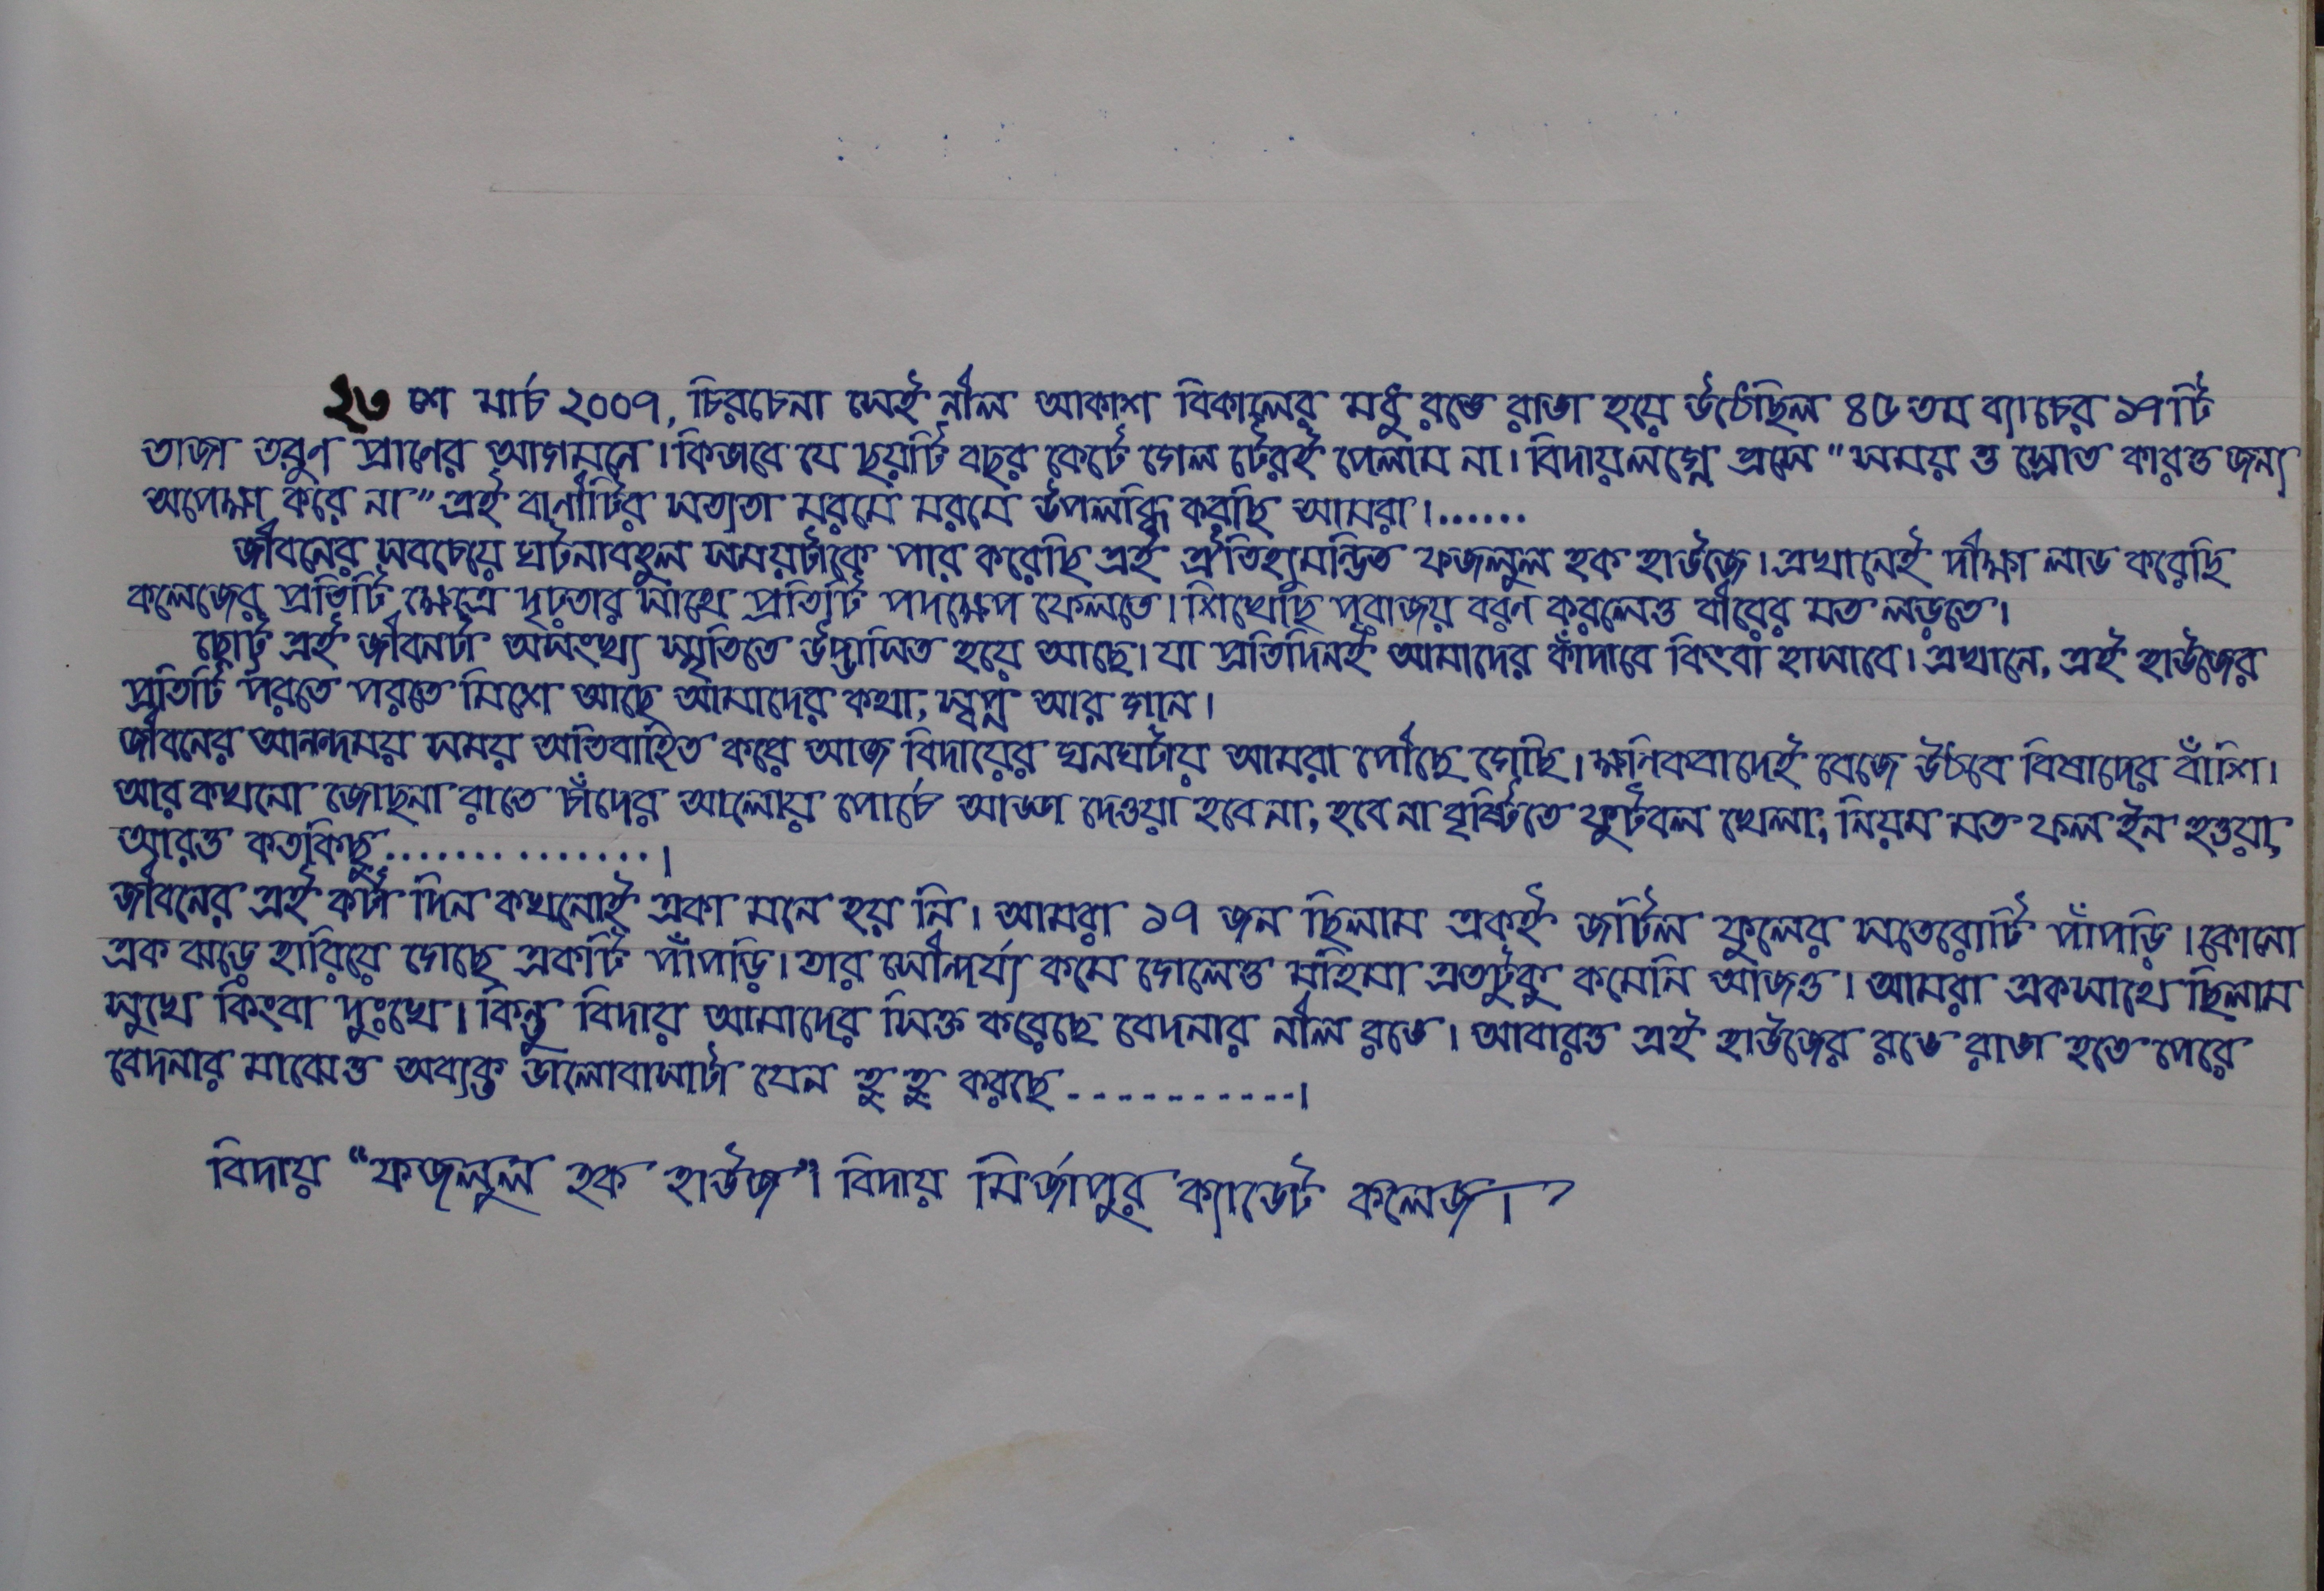 ২৩ শে মার্চ ২০০৭, চিরচেনা সেই নীল আকাশ বিকালের মধু রঙে রাঙা হয়ে উঠেছিল ৪৫ তম ব্যাচের ১৭টি
তাজা তরুণ প্রাণের আগমনে। কিভাবে যে ছয়টি বছর কেটে গেল টেরই পেলাম না। বিদায়লগ্নে এসে "সময় ও স্রোত কারও জন্য
অপেক্ষা করে না" এই বাণীটির সত্যতা মরমে মরমে উপলব্ধি করছি আমরা।......
জীবনের সবচেয়ে ঘটনাবহুল সময়টাকে পার করেছি এই ঐতিহ্যমন্ডিত ফজলুল হক হাউজে। এখানেই দীক্ষা লাভ করেছি
কলেজের প্রতিটি ক্ষেত্রে দৃঢ়তার সাথে প্রতিটি পদক্ষেপ ফেলতে। শিখেছি পরাজয় বরণ করলেও বীরের মত লড়তে।
ছোট্ট এই জীবনটা অসংখ্য স্মৃতিতে উদ্ভাসিত হয়ে আছে। যা প্রতিদিনই আমাদের কাঁদাবে কিংবা হাসাবে। এখানে, এই হাউজের
প্রতিটি পরতে পরতে মিশে আছে আমাদের কথা, স্বপ্ন আর গান।
জীবনের আনন্দময় সময় অতিবাহিত করে আজ বিদায়ের ঘনঘটায় আমরা পৌঁছে গেছি। ক্ষনিকবাদেই বেজে উঠবে বিষাদের বাঁশি।
আর কখনো জোছনা রাতে চাঁদের আলোয় পোর্চে আড্ডা দেওয়া হবে না, হবে না বৃষ্টিতে ফুটবল খেলা, নিয়ম মত ফল ইন হওয়া,
আরও কতকিছু..............।
জীবনের এই কটা দিন কখনোই একা মনে হয় নি। আমরা ১৭ জন ছিলাম একই জটিল ফুলের সতেরোটি পাঁপড়ি। কোনো
এক ঝড়ে হারিয়ে গেছে একটি পাঁপড়ি। তার সৌন্দর্য্য কমে গেলেও মহিমা এতটুকু কমেনি আজও। আমরা একসাথে ছিলাম
সুখে কিংবা দুঃখে। কিন্তু বিদায় আমাদের সিক্ত করেছে বেদনার নীল রঙে। আবারও এই হাউজের রঙে রাঙা হতে পেরে
বেদনার মাঝেও অব্যক্ত ভালোবাসাটা যেন হু হু করছে...........।
বিদায় "ফজলুল হক হাউজ"। বিদায় মির্জাপুর ক্যাডেট কলেজ।